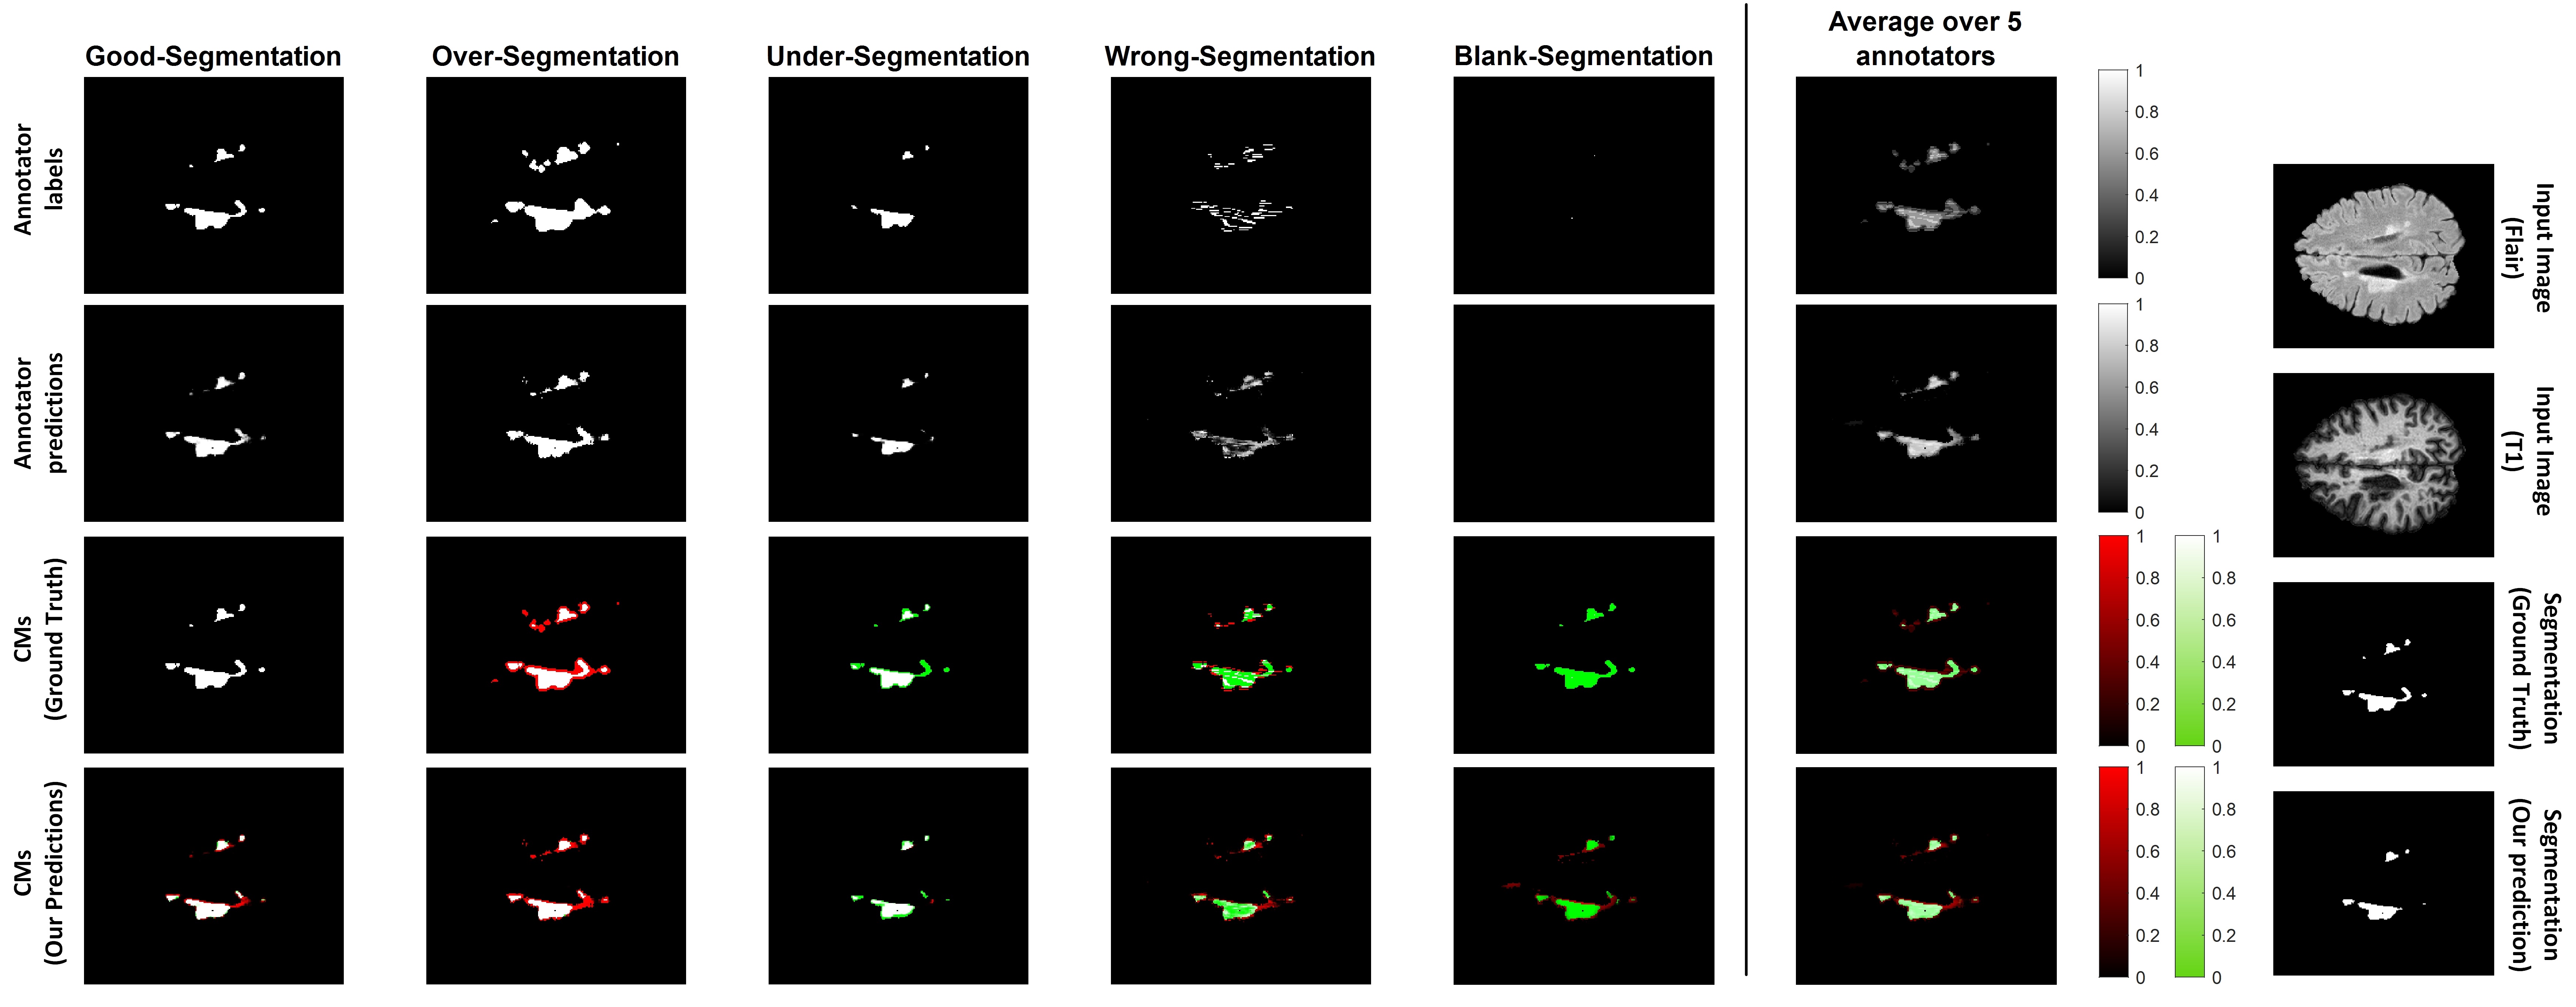 Good-Segmentation
Over-Segmentation
Under-Segmentation
Wrong-Segmentation
Blank-Segmentation
Average over 5
annotators
Annotator
labels
1
0.8
0.6
0.4
0.2
0
Input Image
(Flair)
Annotator
predictions
1
0.8
0.6
0.4
0.2
0
Input Image
(T1)
CMs
(Ground Truth)
1
0.8
0.6
0.4
0.2
0
1
0.8
0.6
0.4
0.2
0
Segmentation
(Ground Truth)
CMs
(Our Predictions)
1
0.8
0.6
0.4
0.2
0
1
0.8
0.6
0.4
0.2
0
Segmentation
(Our prediction)